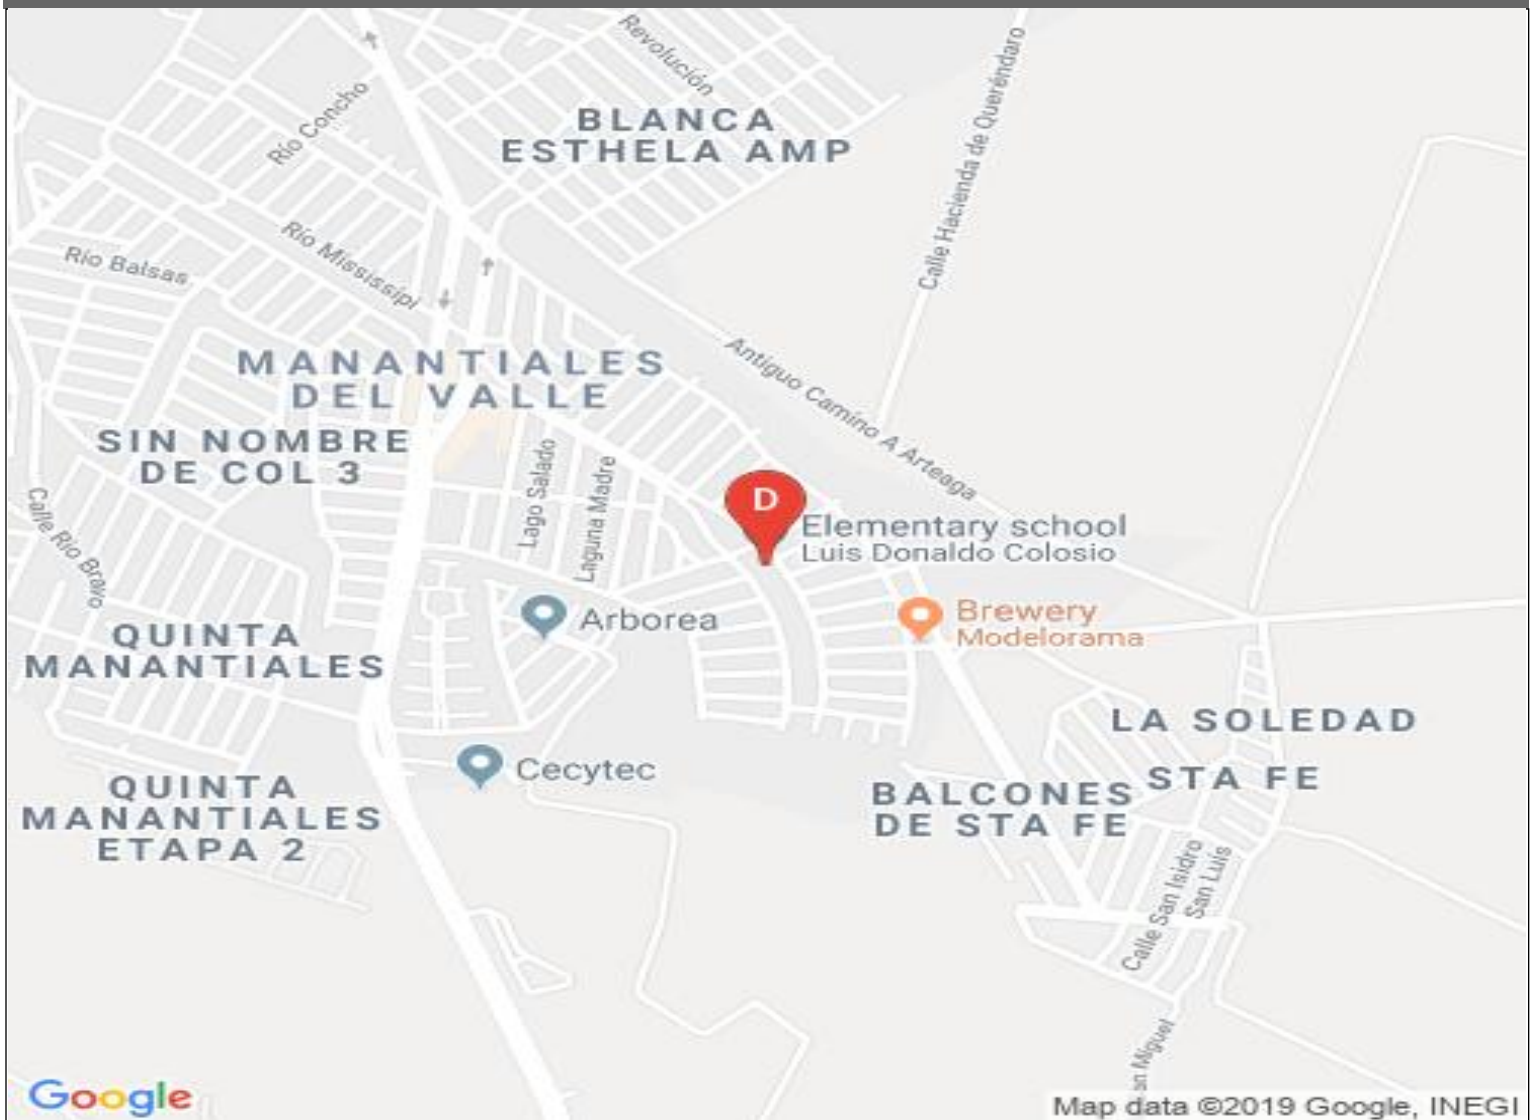 Revolución
Río Concho
BLANCA
ESTHELA AMP
Calle Hacienda de Queréndaro
Río Mississipi
Río Balsas
MANANTIALES
DEL VALLE
Antiguo Camino A Arteaga
SIN NOMBRE
DE COL 3
Lago Salado
Laguna Madre
Calle Río Bravo
D
Elementary school
Luis Donaldo Colosio
Arborea
Brewery
Modelorama
QUINTA
MANANTIALES
LA SOLEDAD
Cecytec
STA FE
QUINTA
MANANTIALES
ETAPA 2
BALCONES
DE STA FE
Calle San Isidro
San Luis
Miguel
Google
Map data ©2019 Google, INEGI